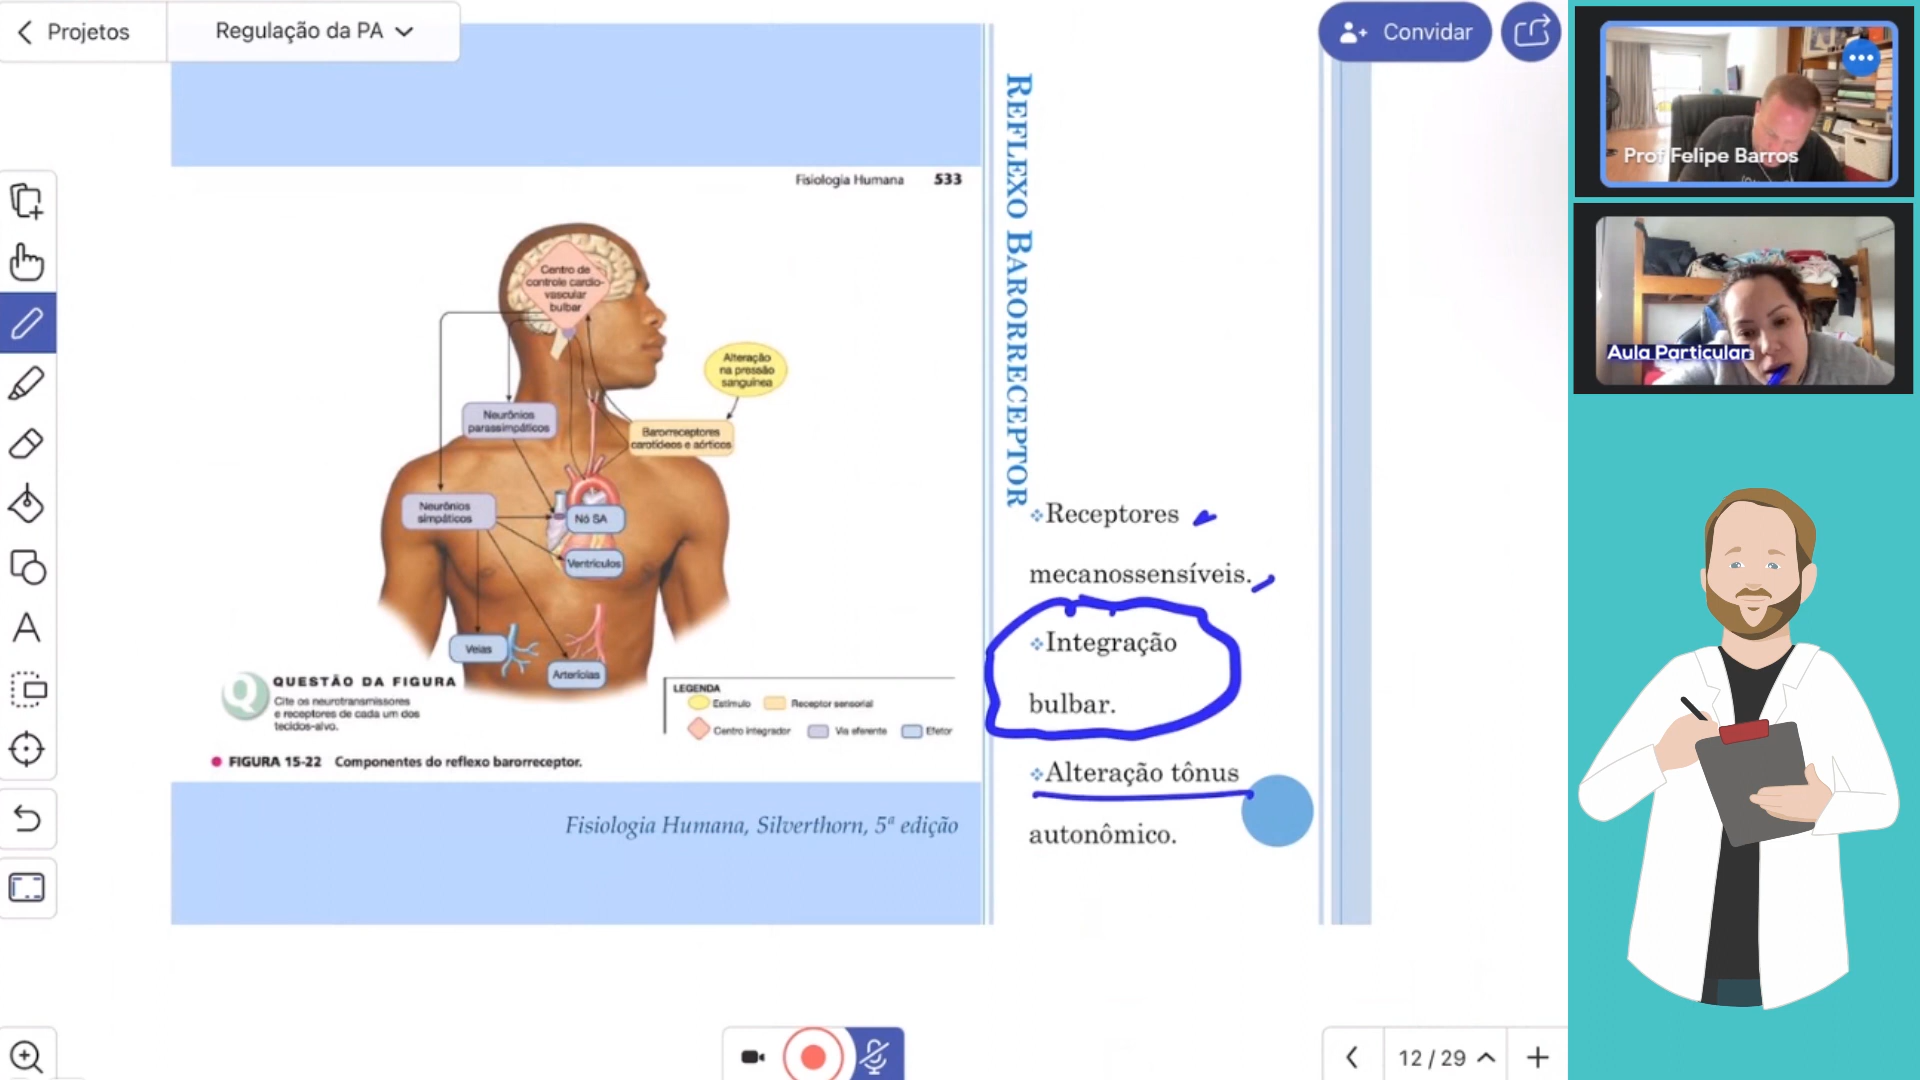 Projetos
Regulação da PA
Convidar
Prof Felipe Barros
Aula Particular
Fisiologia Humana 533
REFLEXO BARORRECEPTOR
Centro de
controle cardio-
vascular
bulbar
Alteração
na pressão
sanguínea
Neurônios
parassimpáticos
Barorreceptores
carotídeos e aórticos
Neurônios
simpáticos
Nó SA
Ventrículos
Veias
Arteríolas
Q
QUESTÃO DA FIGURA
Cite os neurotransmissores
e receptores de cada um dos
tecidos-alvo.
LEGENDA
Estímulo
Receptor sensorial
Centro integrador
Via eferente
Efetor
FIGURA 15-22 Componentes do reflexo barorreceptor.
Fisiologia Humana, Silverthorn, 5ª edição
Receptores
mecanossensíveis.
Integração
bulbar.
Alteração tônus
autonômico.
A
12 / 29